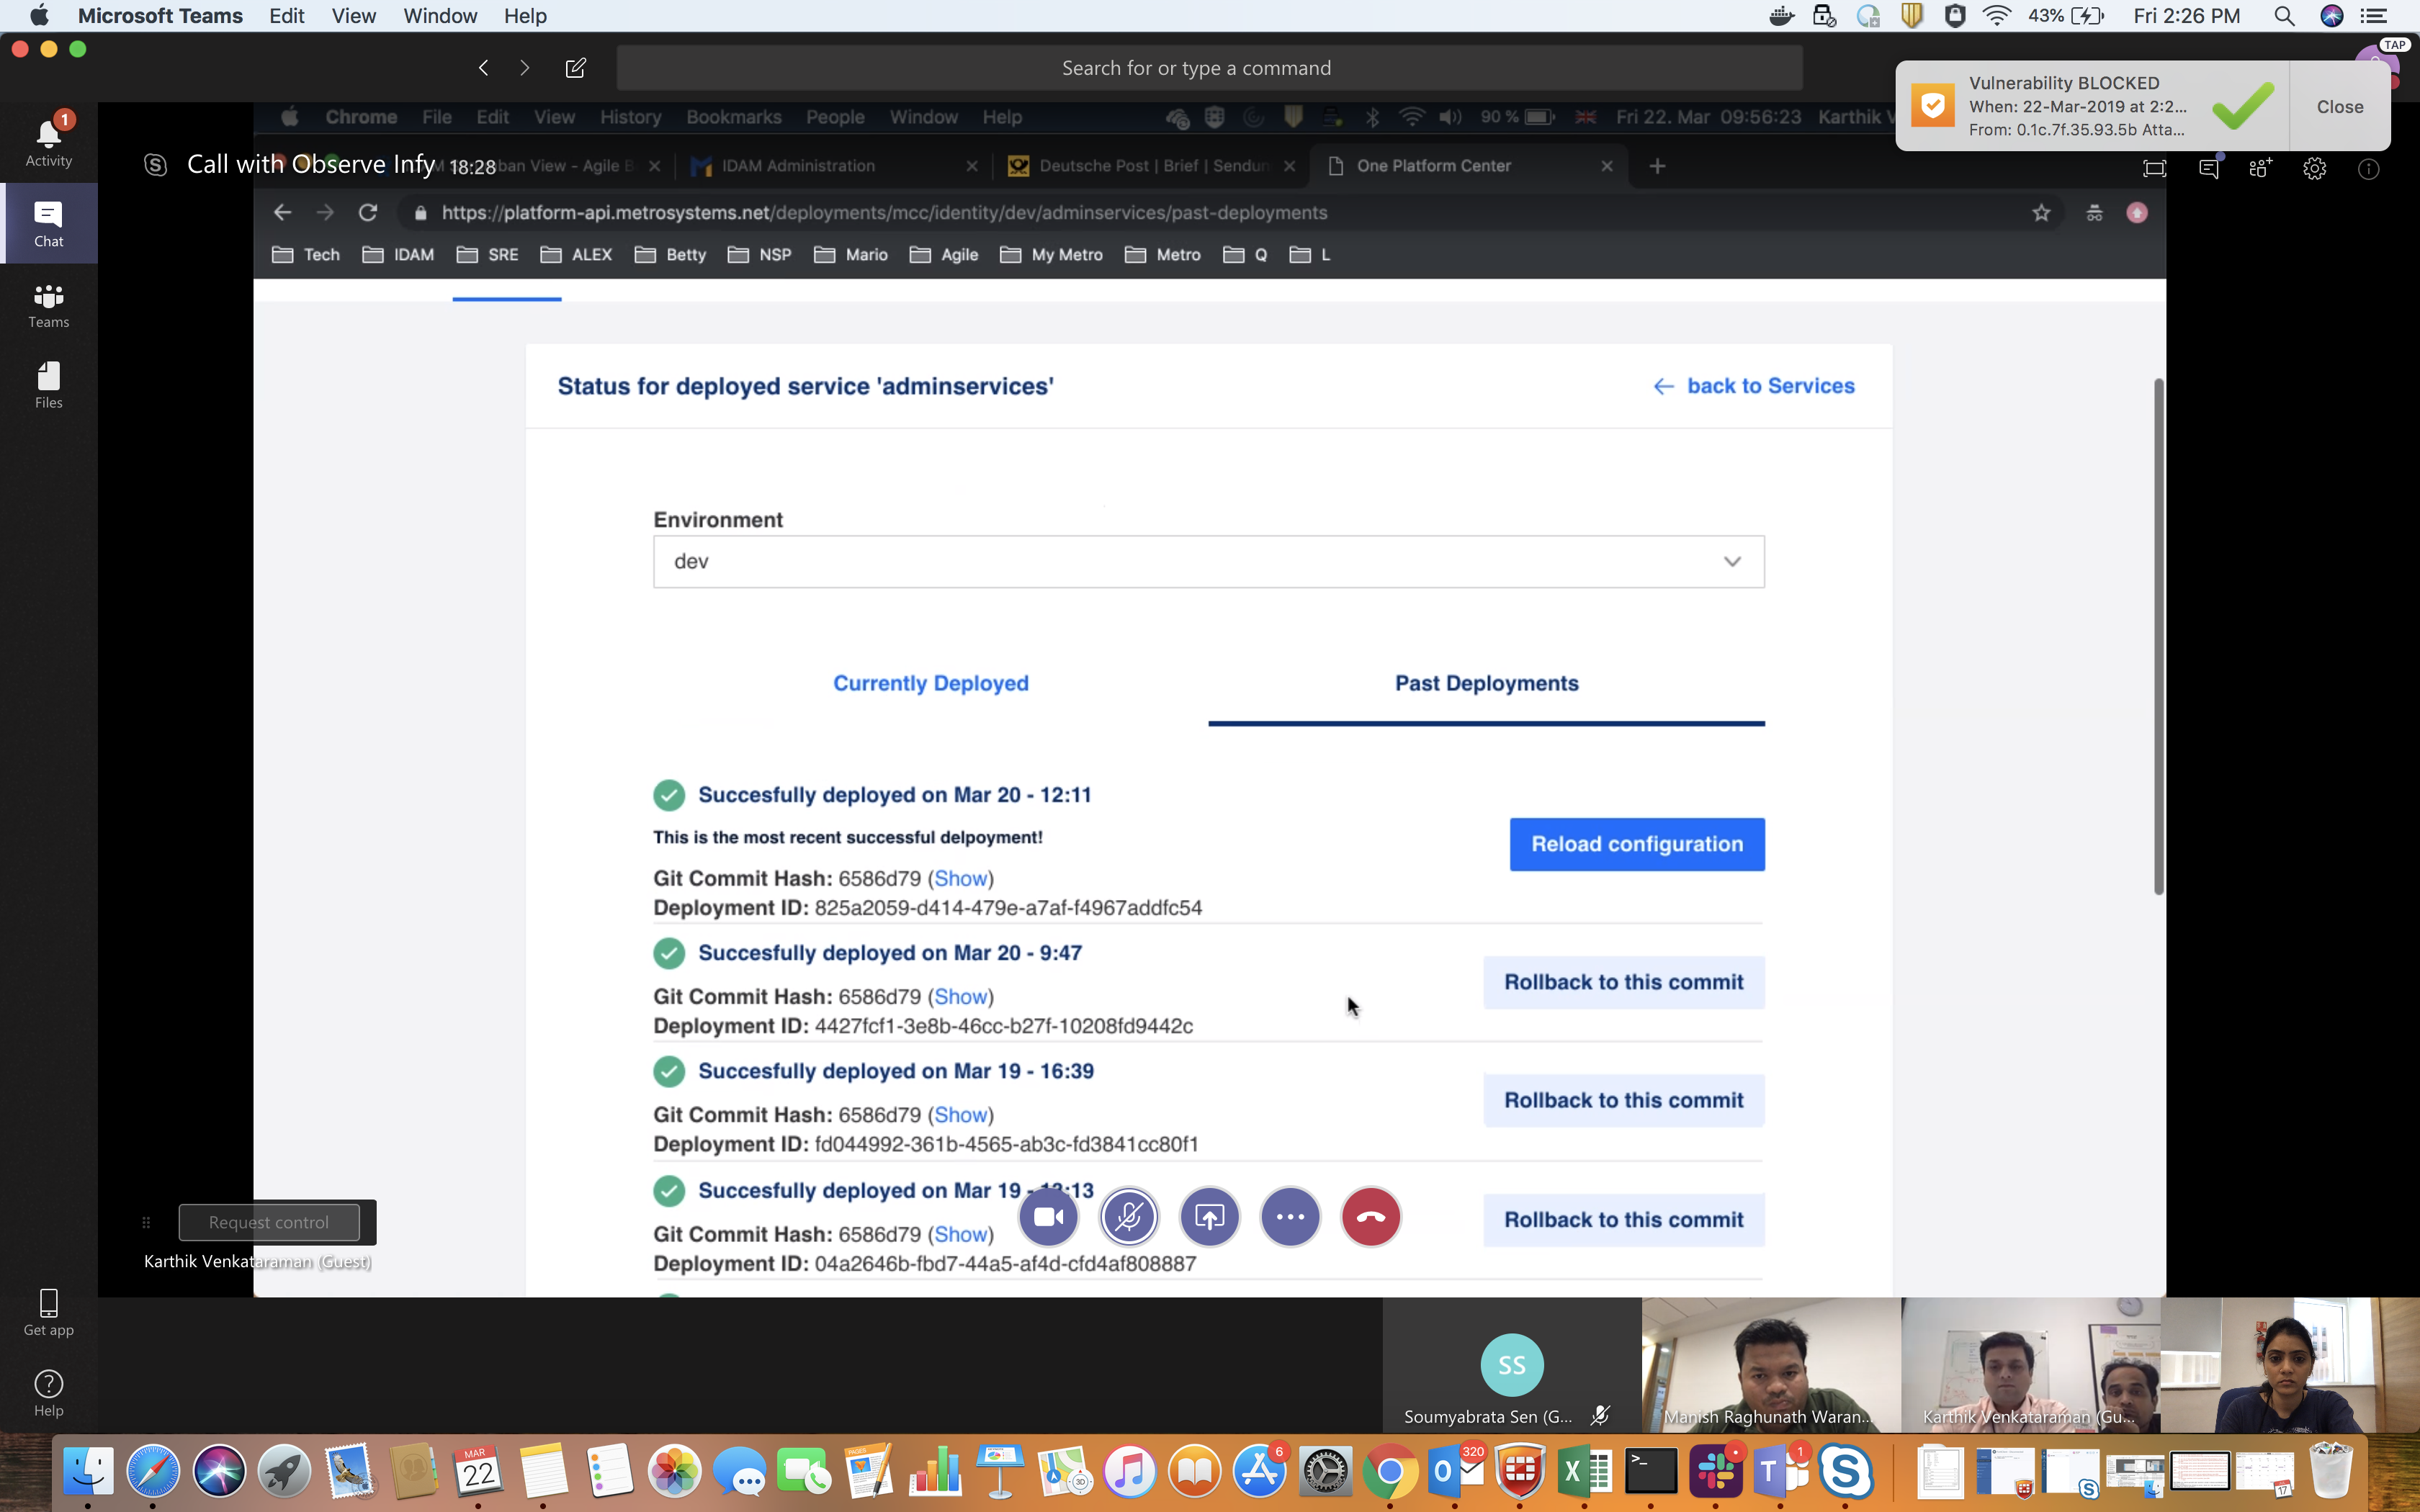 Microsoft Teams Edit View Window Help 43% Fri 2:26 PM
Search for or type a command
TAP
Vulnerability BLOCKED
When: 22-Mar-2019 at 2:2...
From: 0.1c.7f.35.93.5b Atta...
Close
1
Activity
Chat
Teams
Files
Get app
Help
Chrome File Edit View History Bookmarks People Window Help 90 % Fri 22. Mar 09:56:23 Karthik V
Call with Observe Infy 18:28
ban View - Agile B
IDAM Administration
Deutsche Post | Brief | Sendun
One Platform Center
https://platform-api.metrosystems.net/deployments/mcc/identity/dev/adminservices/past-deployments
Tech IDAM SRE ALEX Betty NSP Mario Agile My Metro Metro Q L
Status for deployed service 'adminservices'
back to Services
Environment
dev
Currently Deployed
Past Deployments
Succesfully deployed on Mar 20 - 12:11
This is the most recent successful delpoyment!
Reload configuration
Git Commit Hash: 6586d79 (Show)
Deployment ID: 825a2059-d414-479e-a7af-f4967addfc54
Succesfully deployed on Mar 20 - 9:47
Rollback to this commit
Git Commit Hash: 6586d79 (Show)
Deployment ID: 4427fcf1-3e8b-46cc-b27f-10208fd9442c
Succesfully deployed on Mar 19 - 16:39
Rollback to this commit
Git Commit Hash: 6586d79 (Show)
Deployment ID: fd044992-361b-4565-ab3c-fd3841cc80f1
Succesfully deployed on Mar 19 - :13
Rollback to this commit
Git Commit Hash: 6586d79 (Show)
Deployment ID: 04a2646b-fbd7-44a5-af4d-cfd4af808887
Request control
Karthik Venkataraman (Guest)
SS
Soumyabrata Sen (G...
Manish Raghunath Waran...
Karthik Venkataraman (Gu...
MAR
22
PAGES
3D
6
320
1
17